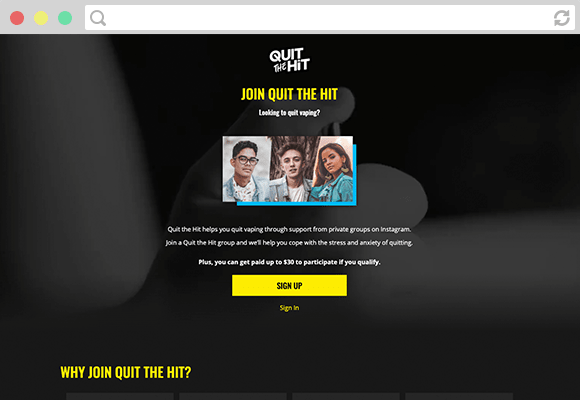 QUIT
THE HIT
JOIN QUIT THE HIT
Looking to quit vaping?
Quit the Hit helps you quit vaping through support from private groups on Instagram.
Join a Quit the Hit group and we'll help you cope with the stress and anxiety of quitting.
Plus, you can get paid up to $30 to participate if you qualify.
SIGN UP
Sign In
WHY JOIN QUIT THE HIT?